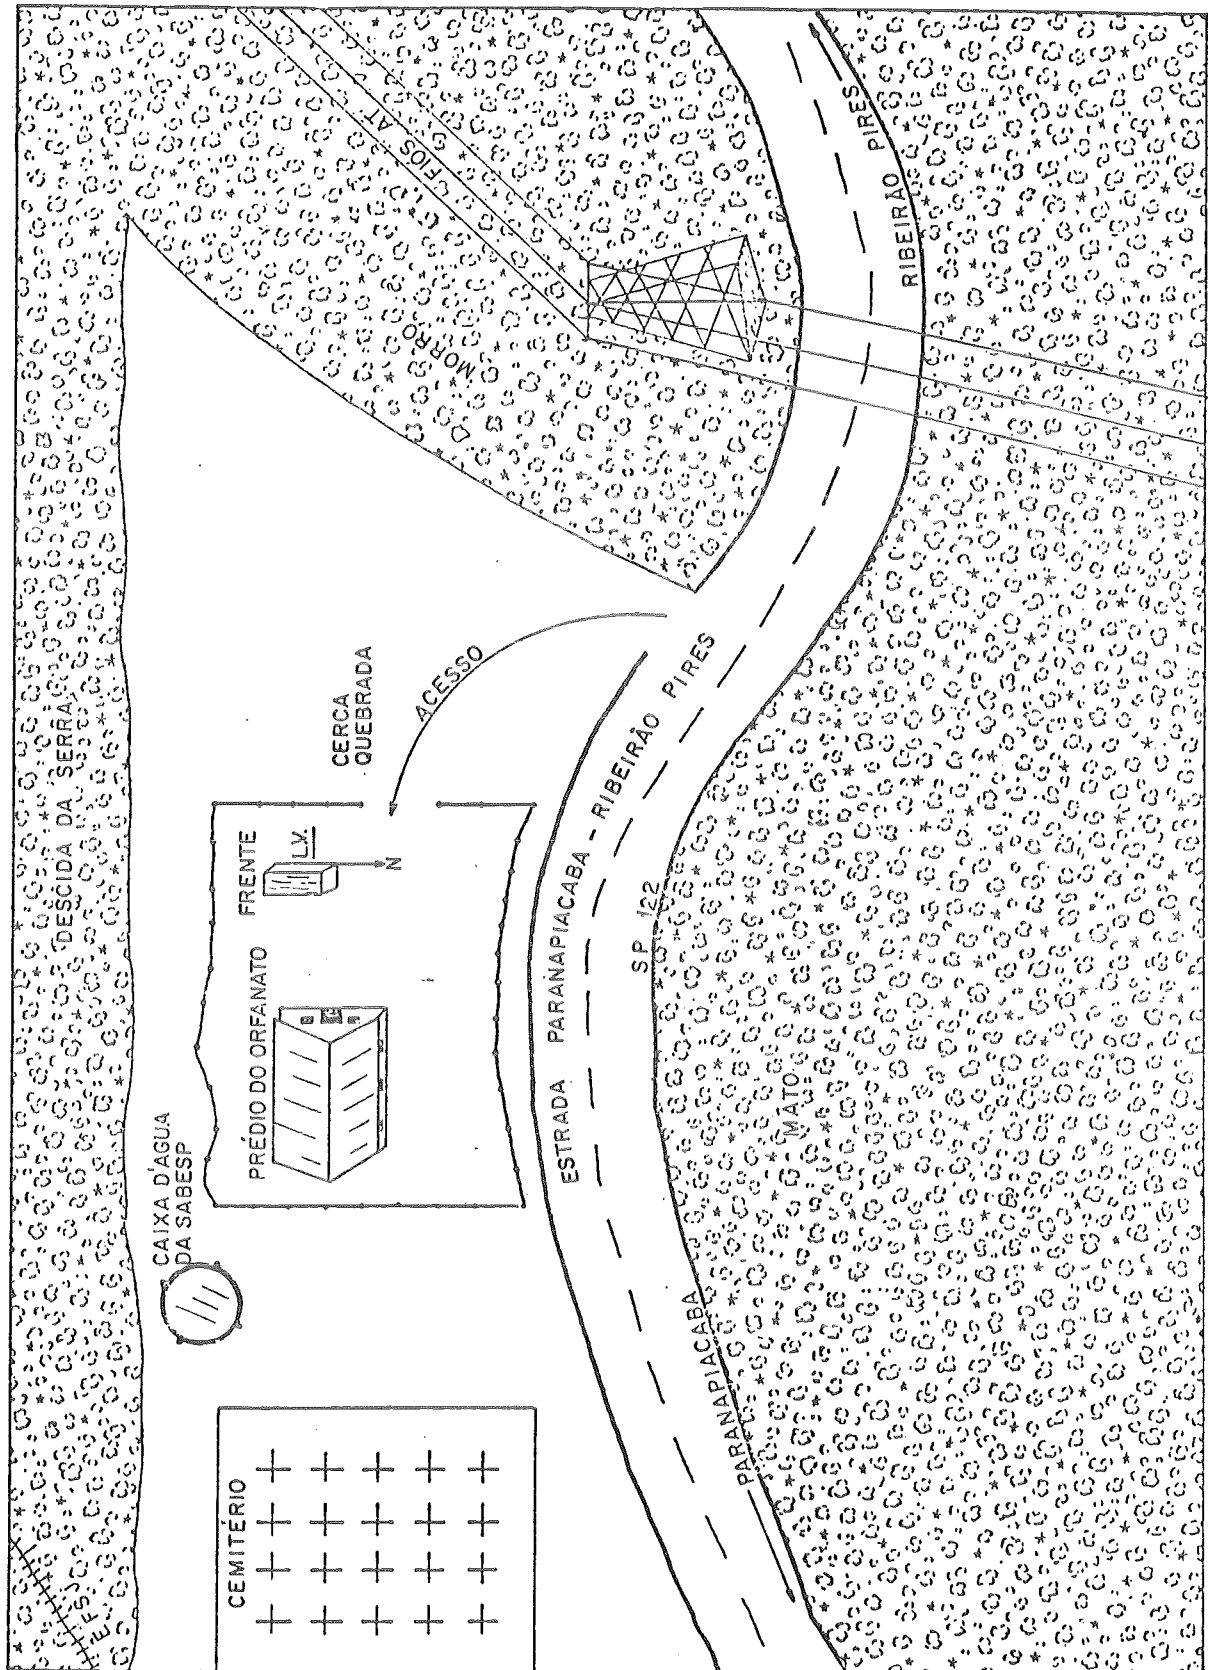 EFSJ
DESCIDA DA SERRA
CEMITÉRIO
CAIXA D'AGUA
DA SABESP
PRÉDIO DO ORFANATO
FRENTE
I.V.
N
CERCA
QUEBRADA
ACESSO
MORRO
FIOS AT
ESTRADA PARANAPIACABA - RIBEIRÃO PIRES
SP 122
PARANAPIACABA
MATO
RIBEIRÃO PIRES